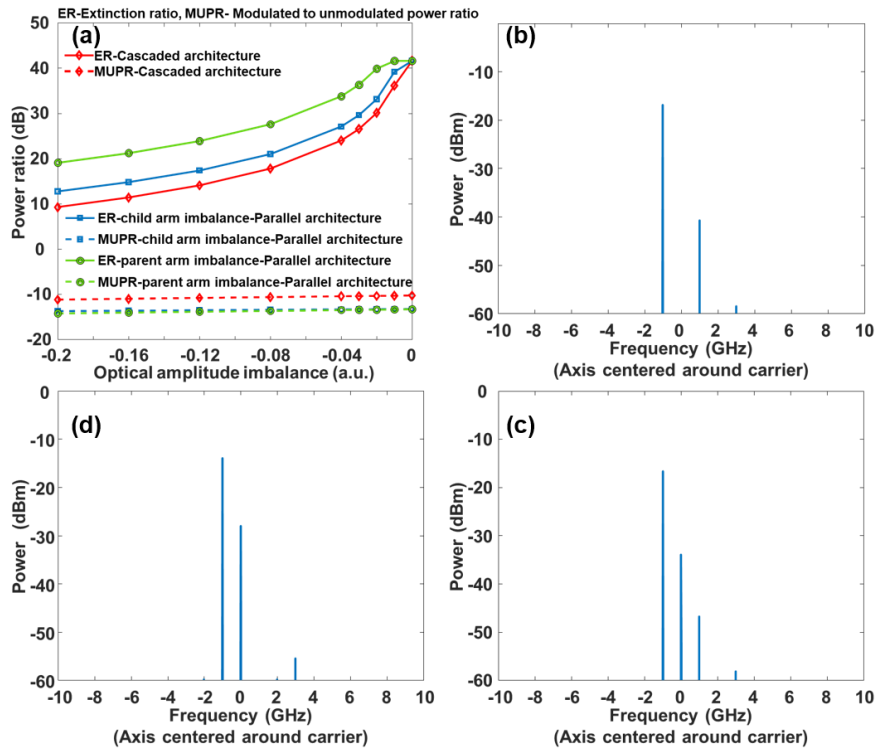 ER-Extinction ratio, MUPR- Modulated to unmodulated power ratio
(a)
Power ratio (dB)
50
40
30
20
10
0
-10
-20
ER-Cascaded architecture
MUPR-Cascaded architecture
ER-child arm imbalance-Parallel architecture
MUPR-child arm imbalance-Parallel architecture
ER-parent arm imbalance-Parallel architecture
MUPR-parent arm imbalance-Parallel architecture
-0.2 -0.16 -0.12 -0.08 -0.04 0
Optical amplitude imbalance (a.u.)
(b)
Power (dBm)
-10
-20
-30
-40
-50
-60
-10 -8 -6 -4 -2 0 2 4 6 8 10
Frequency (GHz)
(Axis centered around carrier)
(d)
Power (dBm)
0
-10
-20
-30
-40
-50
-60
-10 -8 -6 -4 -2 0 2 4 6 8 10
Frequency (GHz)
(Axis centered around carrier)
(c)
Power (dBm)
0
-10
-20
-30
-40
-50
-60
-10 -8 -6 -4 -2 0 2 4 6 8 10
Frequency (GHz)
(Axis centered around carrier)